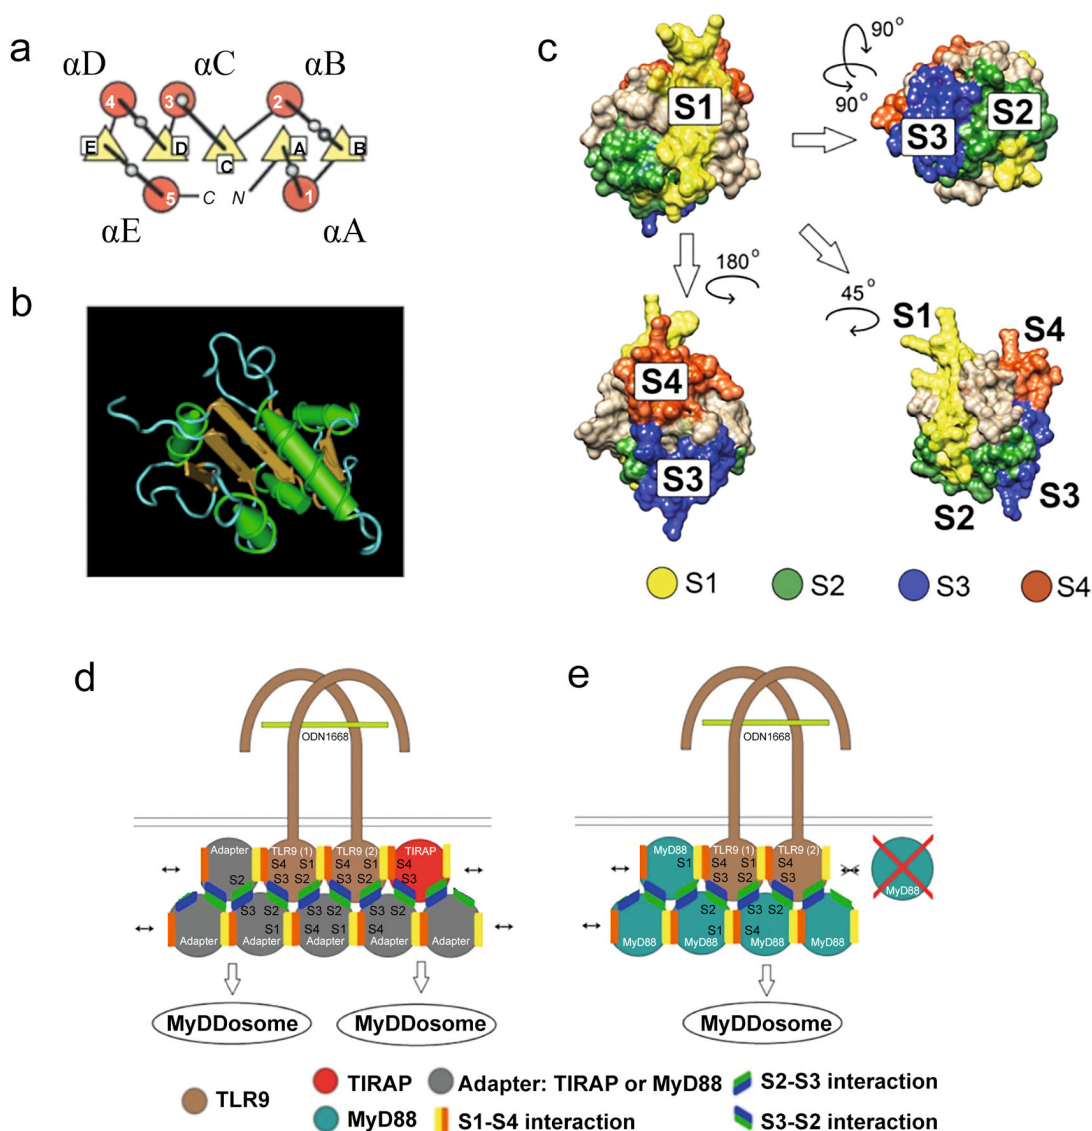 a
αD αC αB
4 3 2
E D C A B
5 C N 1
αE αA
b
c
S1
90°
90°
S3 S2
180°
45°
S4
S3
S1
S4
S2
S3
S1 S2 S3 S4
d
ODN1668
Adapter TLR9 (1) TLR9 (2) TIRAP
S4 S1 S4 S1 S4
S2 S3 S2 S3 S2 S3
S3 S2 S3 S2 S3 S2
S1 S4 S1 S4
Adapter Adapter Adapter Adapter Adapter
MyDDosome MyDDosome
e
ODN1668
MyD88 TLR9 (1) TLR9 (2)
S1 S4 S1 S4
S3 S2 S3
MyD88
S2 S3 S2
S1 S4
MyD88 MyD88 MyD88 MyD88
MyDDosome
TLR9
TIRAP
MyD88
Adapter: TIRAP or MyD88
S1-S4 interaction
S2-S3 interaction
S3-S2 interaction